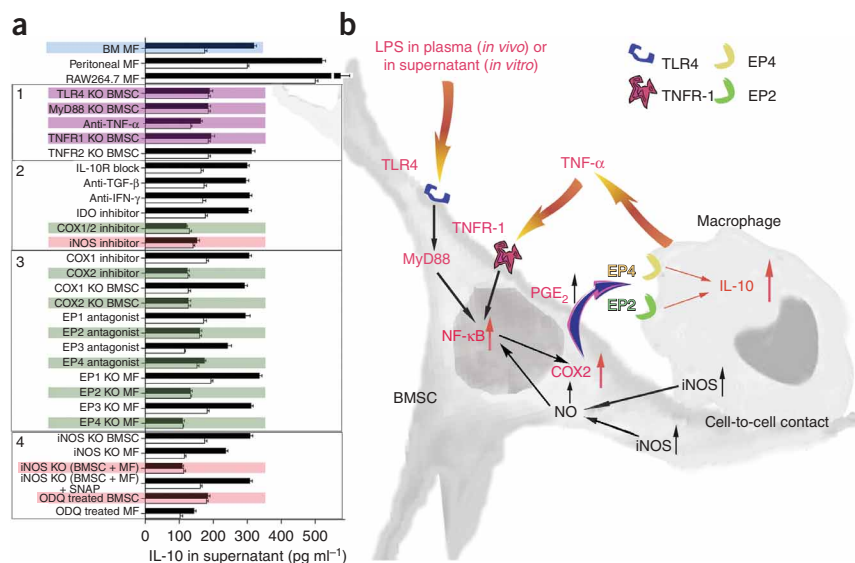 a
BM MF
Peritoneal MF
RAW264.7 MF
1
TLR4 KO BMSC
MyD88 KO BMSC
Anti-TNF-α
TNFR1 KO BMSC
TNFR2 KO BMSC
2
IL-10R block
Anti-TGF-β
Anti-IFN-γ
IDO inhibitor
COX1/2 inhibitor
iNOS inhibitor
3
COX1 inhibitor
COX2 inhibitor
COX1 KO BMSC
COX2 KO BMSC
EP1 antagonist
EP2 antagonist
EP3 antagonist
EP4 antagonist
EP1 KO MF
EP2 KO MF
EP3 KO MF
EP4 KO MF
4
iNOS KO BMSC
iNOS KO MF
iNOS KO (BMSC + MF)
iNOS KO (BMSC + MF)
+ SNAP
ODQ treated BMSC
ODQ treated MF
0 100 200 300 400 500
IL-10 in supernatant (pg ml⁻¹)
b
LPS in plasma (in vivo) or
in supernatant (in vitro)
TLR4
EP4
TNFR-1
EP2
TLR4
TNF-α
TNFR-1
Macrophage
MyD88
PGE₂
EP4
IL-10
EP2
NF-κB
COX2
BMSC
NO
iNOS
Cell-to-cell contact
iNOS